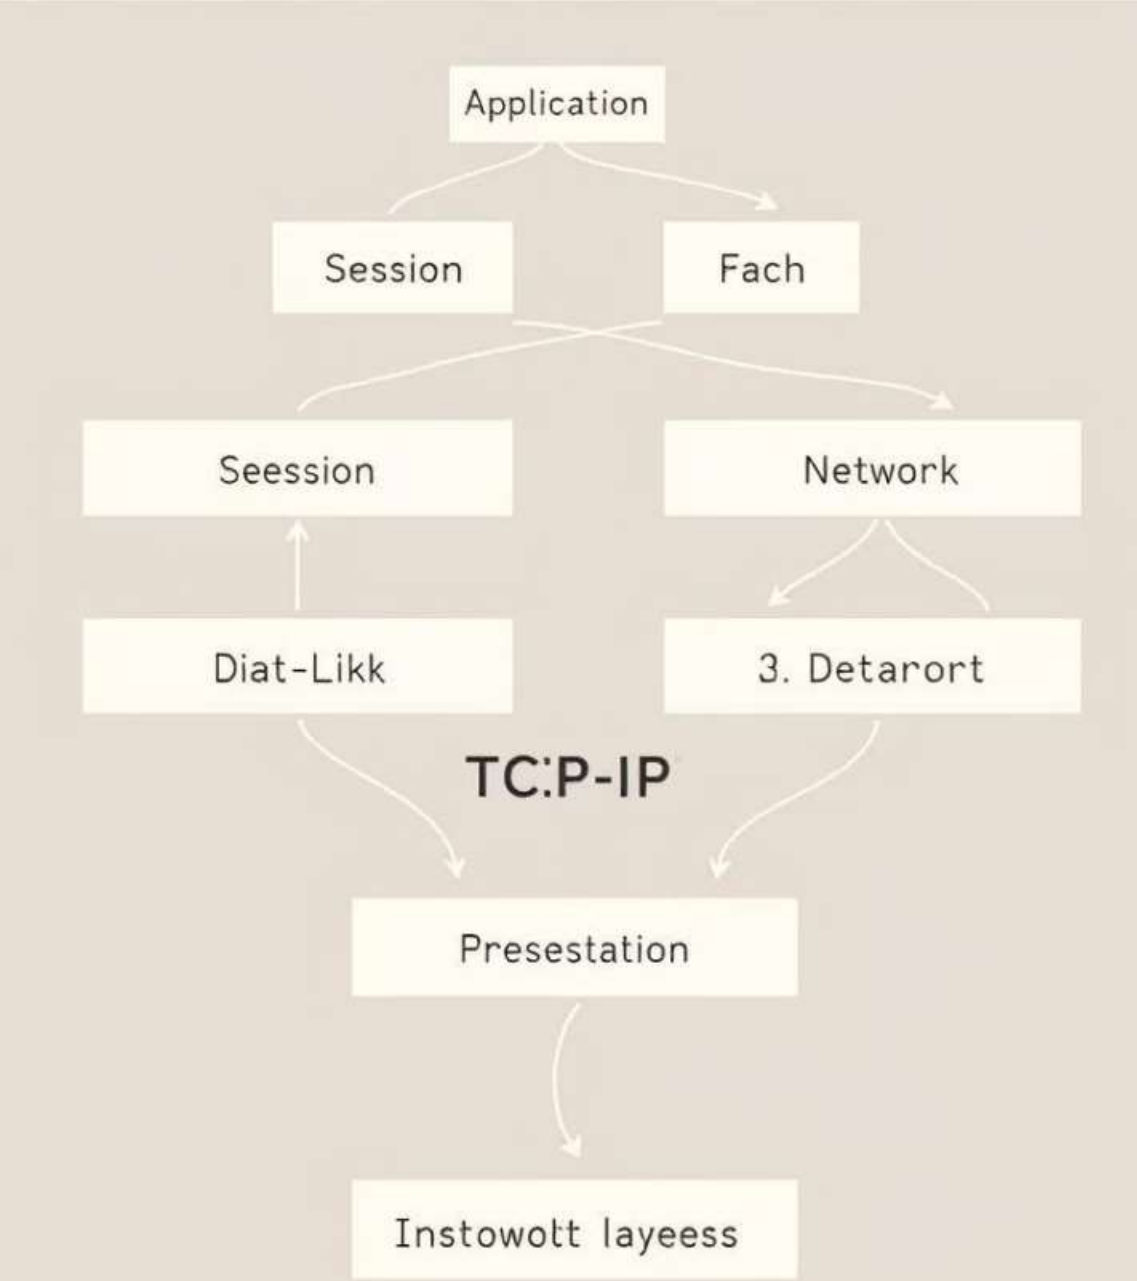 Application
Session
Fach
Seession
Network
Diat-Likk
3. Detarort
TC:P-IP
Presestation
Instowott layeess